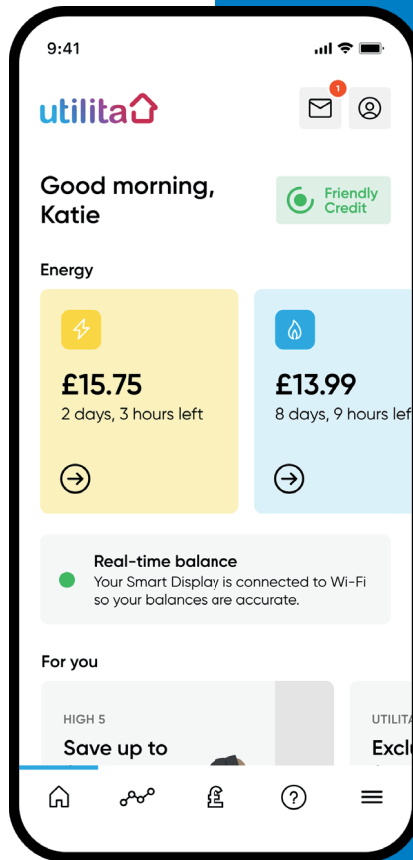 9:41
utilita
1
Good morning,
Katie
Friendly
Credit
Energy
£15.75
2 days, 3 hours left
£13.99
8 days, 9 hours lef
Real-time balance
Your Smart Display is connected to Wi-Fi
so your balances are accurate.
For you
HIGH 5
Save up to
UTILITA
Exclu
£
?